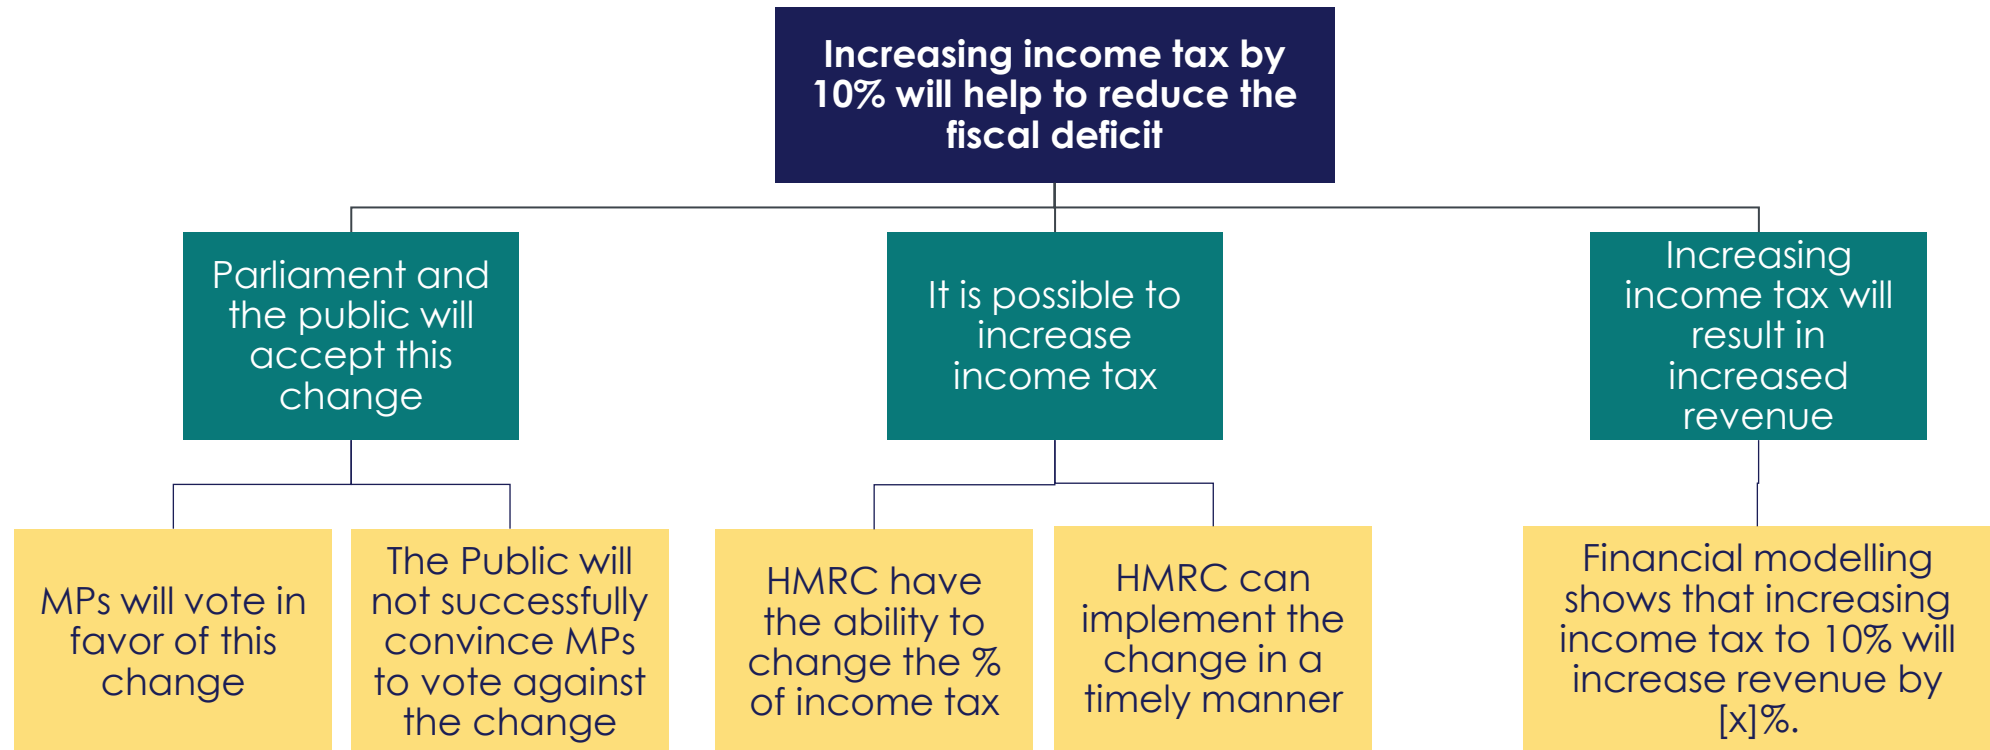 Increasing income tax by
10% will help to reduce the
fiscal deficit
Parliament and
the public will
accept this
change
It is possible to
increase
income tax
Increasing
income tax will
result in
increased
revenue
MPs will vote in
favor of this
change
The Public will
not successfully
convince MPs
to vote against
the change
HMRC have
the ability to
change the %
of income tax
HMRC can
implement the
change in a
timely manner
Financial modelling
shows that increasing
income tax to 10% will
increase revenue by
[x]%.